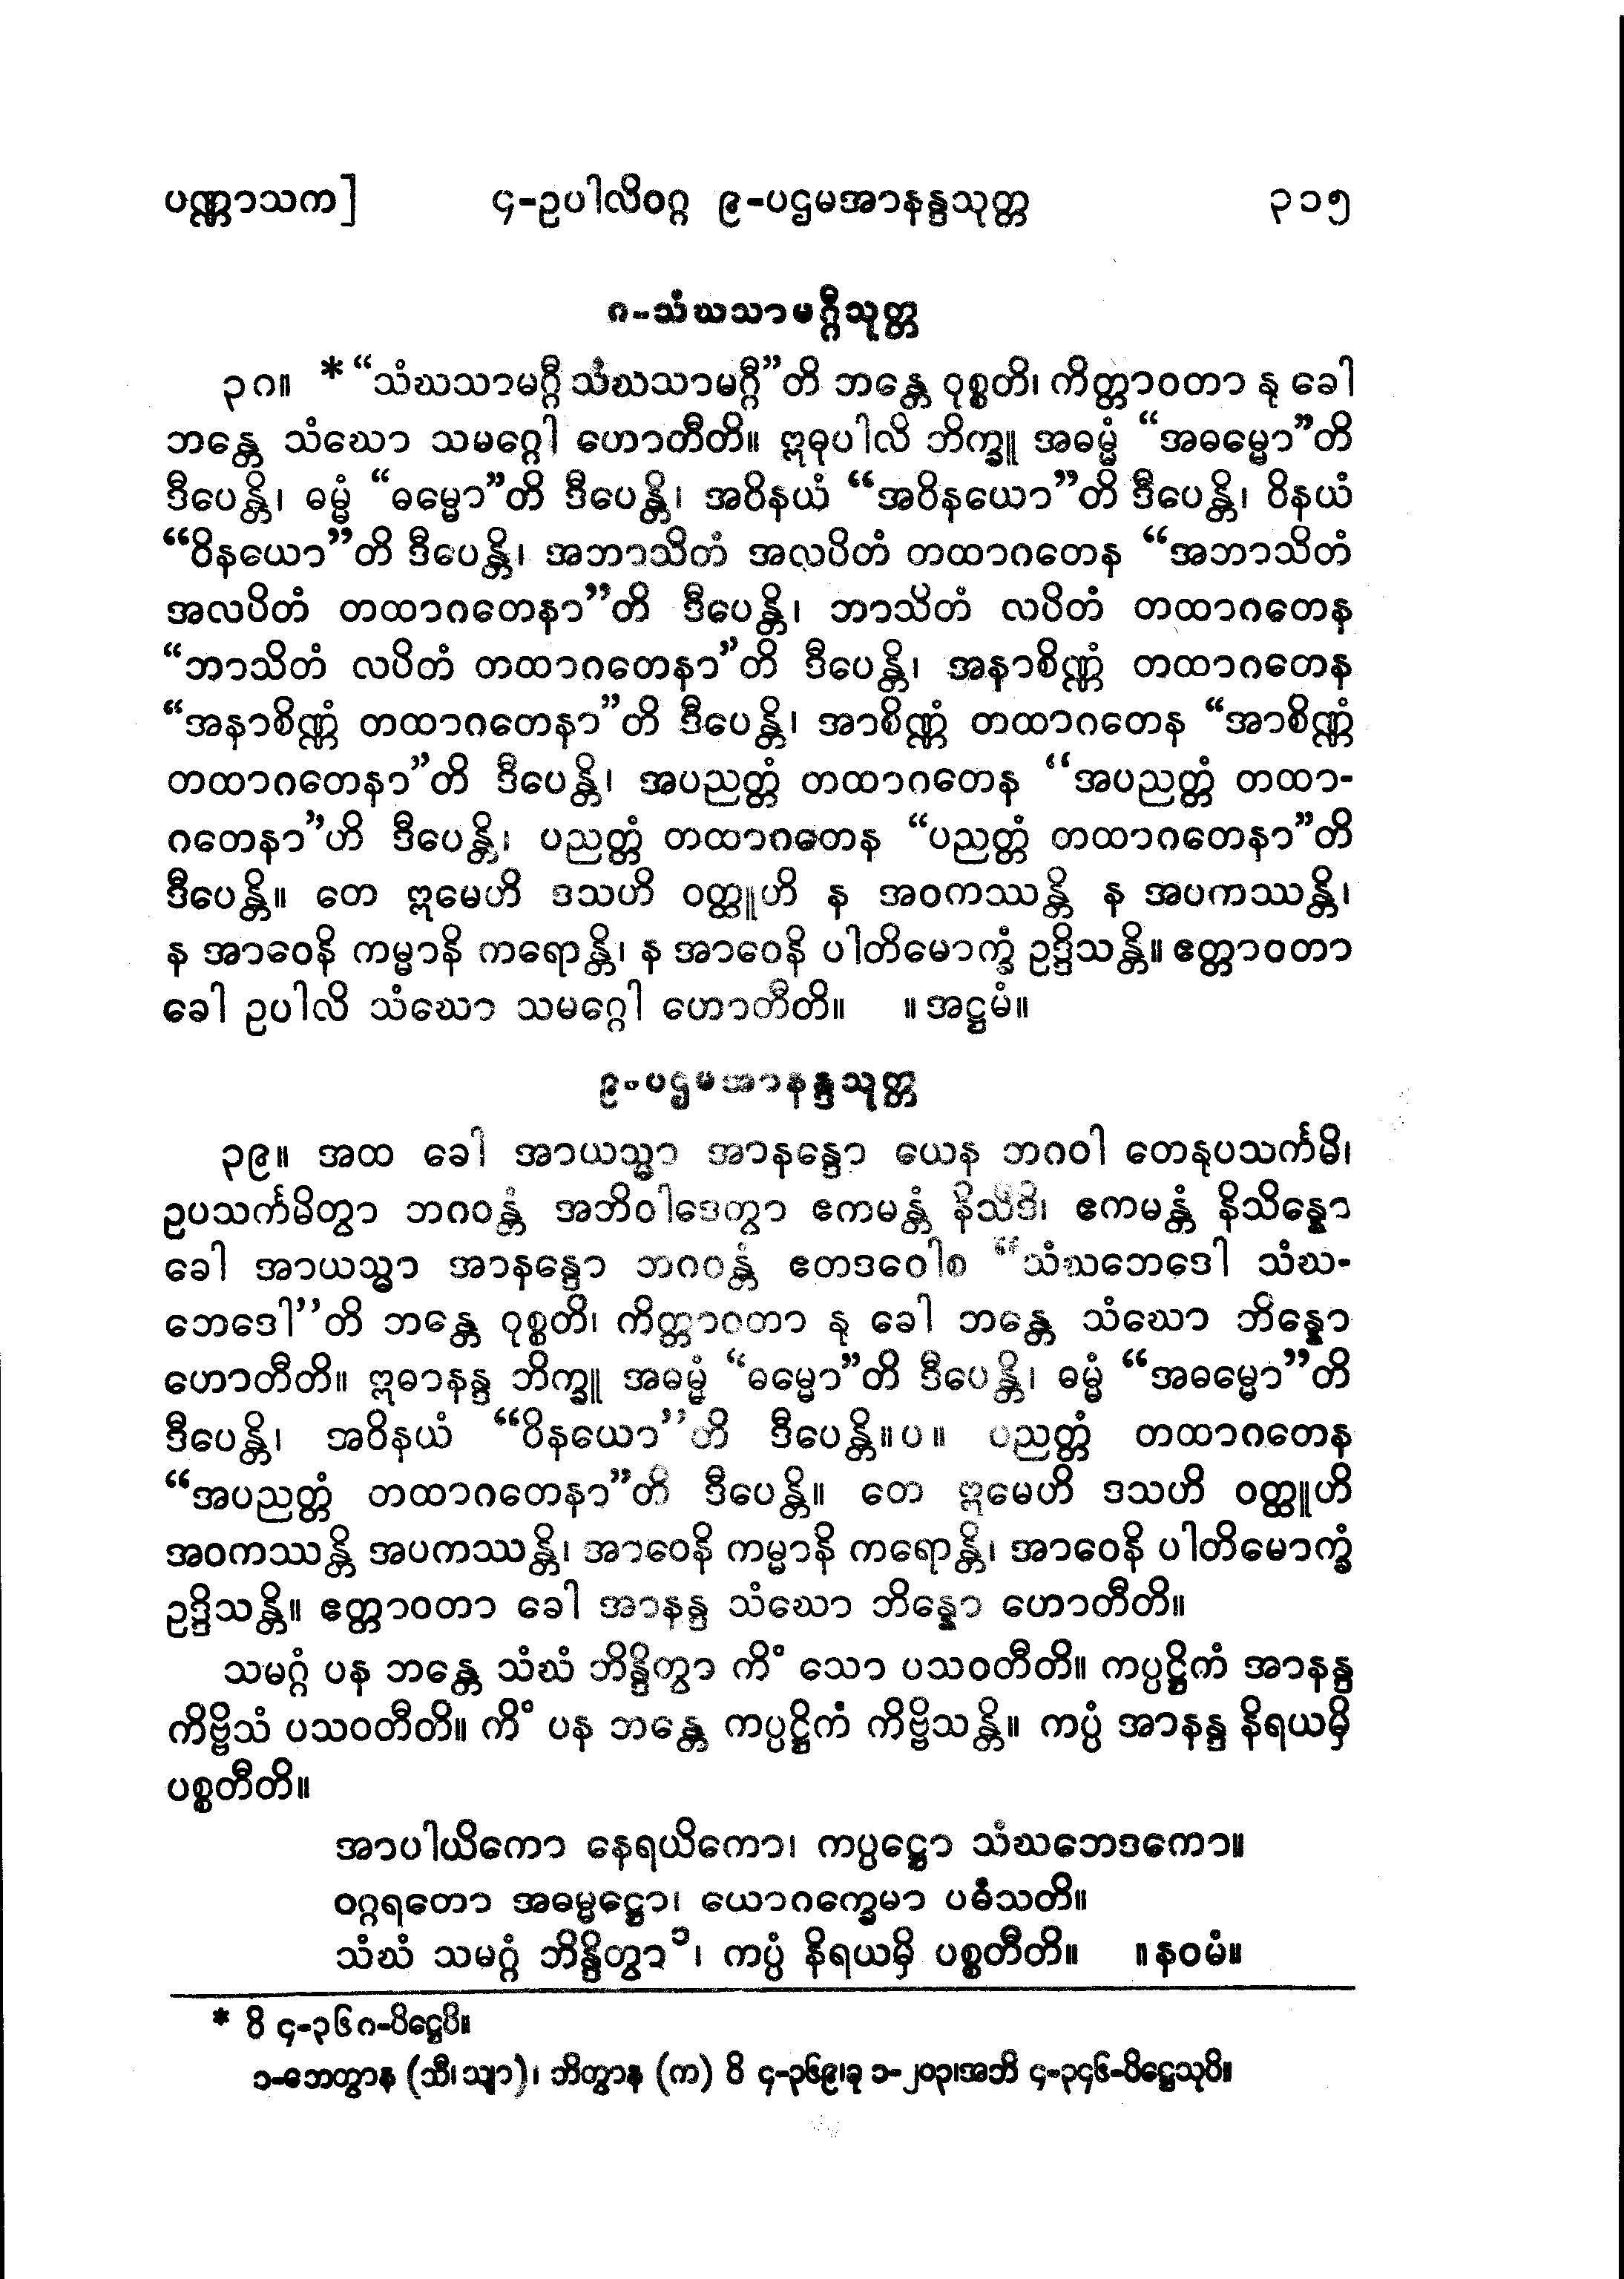 ပဏ္ဏာသက] ၄-ဥပါလိဝဂ္ဂ ၉-ပဌမအာနန္ဒသုတ္တ ၃၁၅
၈-သံဃသာမဂ္ဂီသုတ္တ
၃၈။ *“သံဃသာမဂ္ဂီ သံဃသာမဂ္ဂီ”တိ ဘန္တေ ဝုစ္စတိ၊ ကိတ္တာဝတာ နု ခေါ
ဘန္တေ သံဃော သမဂ္ဂေါ ဟောတီတိ။ ဣဓုပါလိ ဘိက္ခူ အဓမ္မံ “အဓမ္မော”တိ
ဒီပေန္တိ၊ ဓမ္မံ “ဓမ္မော”တိ ဒီပေန္တိ၊ အဝိနယံ “အဝိနယော”တိ ဒီပေန္တိ၊ ဝိနယံ
“ဝိနယော”တိ ဒီပေန္တိ၊ အဘာသိတံ အလပိတံ တထာဂတေန “အဘာသိတံ
အလပိတံ တထာဂတေနာ”တိ ဒီပေန္တိ၊ ဘာသိတံ လပိတံ တထာဂတေန
“ဘာသိတံ လပိတံ တထာဂတေနာ”တိ ဒီပေန္တိ၊ အနာစိဏ္ဏံ တထာဂတေန
“အနာစိဏ္ဏံ တထာဂတေနာ”တိ ဒီပေန္တိ၊ အာစိဏ္ဏံ တထာဂတေန “အာစိဏ္ဏံ
တထာဂတေနာ”တိ ဒီပေန္တိ၊ အပညတ္တံ တထာဂတေန “အပညတ္တံ တထာ-
ဂတေနာ”တိ ဒီပေန္တိ၊ ပညတ္တံ တထာဂတေန “ပညတ္တံ တထာဂတေနာ”တိ
ဒီပေန္တိ။ တေ ဣမေဟိ ဒသဟိ ဝတ္ထူဟိ န အဝကဿန္တိ န အပကဿန္တိ၊
န အာဝေနိ ကမ္မာနိ ကရောန္တိ၊ န အာဝေနိ ပါတိမောက္ခံ ဥဒ္ဒိသန္တိ။ ဧတ္တာဝတာ
ခေါ ဥပါလိ သံဃော သမဂ္ဂေါ ဟောတီတိ။ ။အဋ္ဌမံ။
၉-ပဌမအာနန္ဒသုတ္တ
၃၉။ အထ ခေါ အာယသ္မာ အာနန္ဒော ယေန ဘဂဝါ တေနုပသင်္ကမိ၊
ဥပသင်္ကမိတွာ ဘဂဝန္တံ အဘိဝါဒေတွာ ဧကမန္တံ နိသီဒိ၊ ဧကမန္တံ နိသိန္နော
ခေါ အာယသ္မာ အာနန္ဒော ဘဂဝန္တံ ဧတဒဝေါစ “သံဃဘေဒေါ သံဃ-
ဘေဒေါ”တိ ဘန္တေ ဝုစ္စတိ၊ ကိတ္တာဝတာ နု ခေါ ဘန္တေ သံဃော ဘိန္နော
ဟောတီတိ။ ဣဓာနန္ဒ ဘိက္ခူ အဓမ္မံ “ဓမ္မော”တိ ဒီပေန္တိ၊ ဓမ္မံ “အဓမ္မော”တိ
ဒီပေန္တိ၊ အဝိနယံ “ဝိနယော”တိ ဒီပေန္တိ။ပ။ ပညတ္တံ တထာဂတေန
“အပညတ္တံ တထာဂတေနာ”တိ ဒီပေန္တိ။ တေ ဣမေဟိ ဒသဟိ ဝတ္ထူဟိ
အဝကဿန္တိ အပကဿန္တိ၊ အာဝေနိ ကမ္မာနိ ကရောန္တိ၊ အာဝေနိ ပါတိမောက္ခံ
ဥဒ္ဒိသန္တိ။ ဧတ္တာဝတာ ခေါ အာနန္ဒ သံဃော ဘိန္နော ဟောတီတိ။
သမဂ္ဂံ ပန ဘန္တေ သံဃံ ဘိန္ဒိတွာ ကိံ သော ပသဝတီတိ။ ကပ္ပဋ္ဌိကံ အာနန္ဒ
ကိဗ္ဗိသံ ပသဝတီတိ။ ကိံ ပန ဘန္တေ ကပ္ပဋ္ဌိကံ ကိဗ္ဗိသန္တိ။ ကပ္ပံ အာနန္ဒ နိရယမှိ
ပစ္စတီတိ။
အာပါယိကော နေရယိကော၊ ကပ္ပဋ္ဌော သံဃဘေဒကော။
ဝဂ္ဂရတော အဓမ္မဋ္ဌော၊ ယောဂက္ခေမာ ပဓံသတိ။
သံဃံ သမဂ္ဂံ ဘိန္ဒိတွာ၁၊ ကပ္ပံ နိရယမှိ ပစ္စတီတိ။ ။နဝမံ။
* ဝိ ၄-၃၆၈-ပိဋ္ဌေပိ။
၁-ဘေတွာန (သီ၊သျာ)၊ ဘိတွာန (က) ဝိ ၄-၃၆၉၊ခု ၁-၂၀၃၊အဘိ ၄-၃၄၆-ပိဋ္ဌေသုပိ။